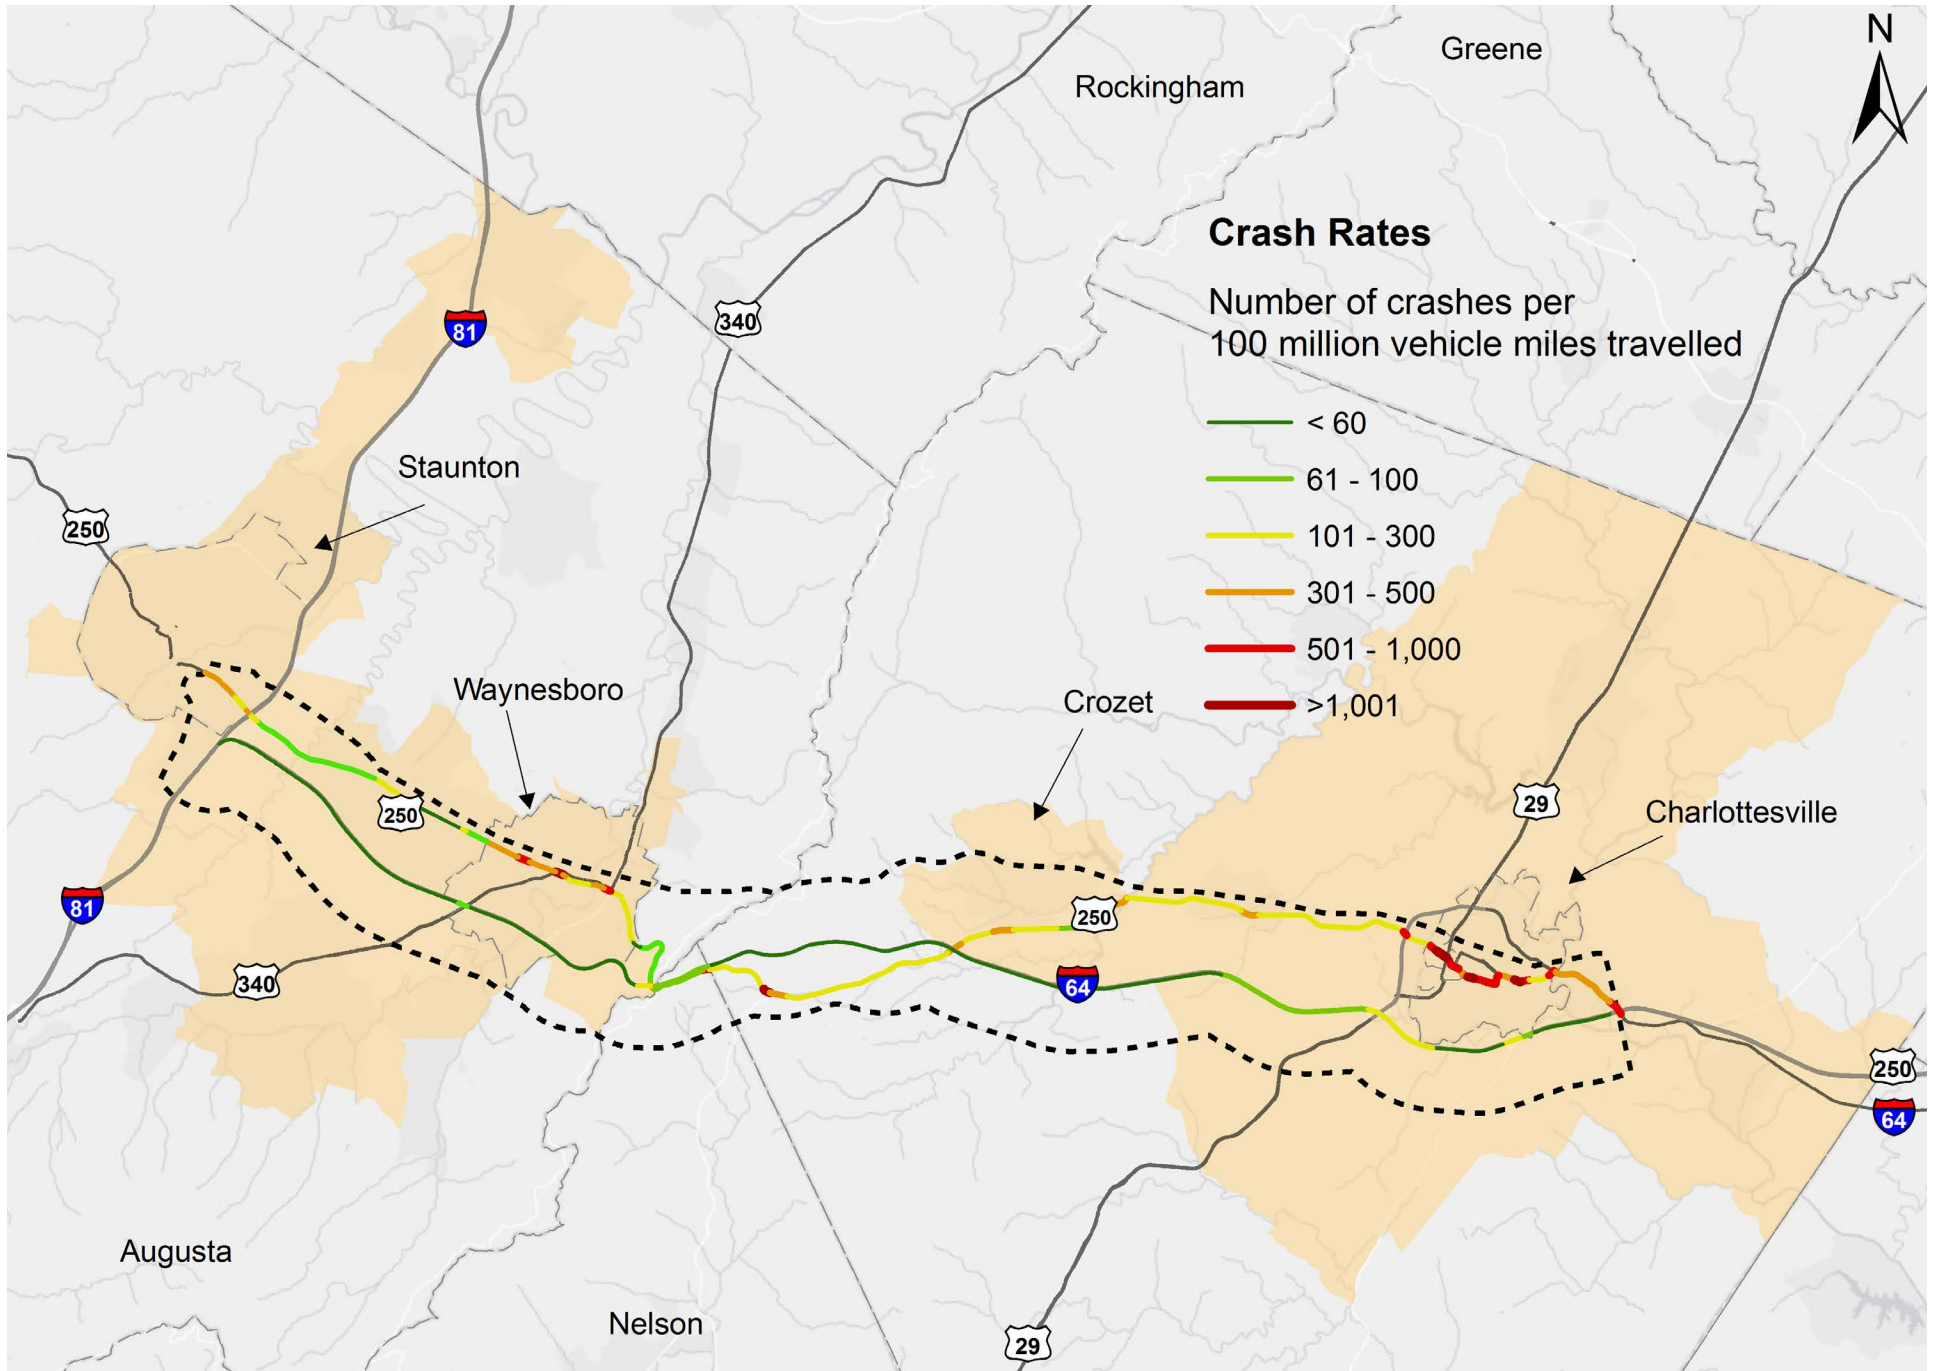 N
Greene
Rockingham
Crash Rates
Number of crashes per
100 million vehicle miles travelled
< 60
61 - 100
101 - 300
301 - 500
501 - 1,000
>1,001
340
81
Staunton
250
Waynesboro
Crozet
29
Charlottesville
250
81
250
340
64
250
64
Augusta
Nelson
29